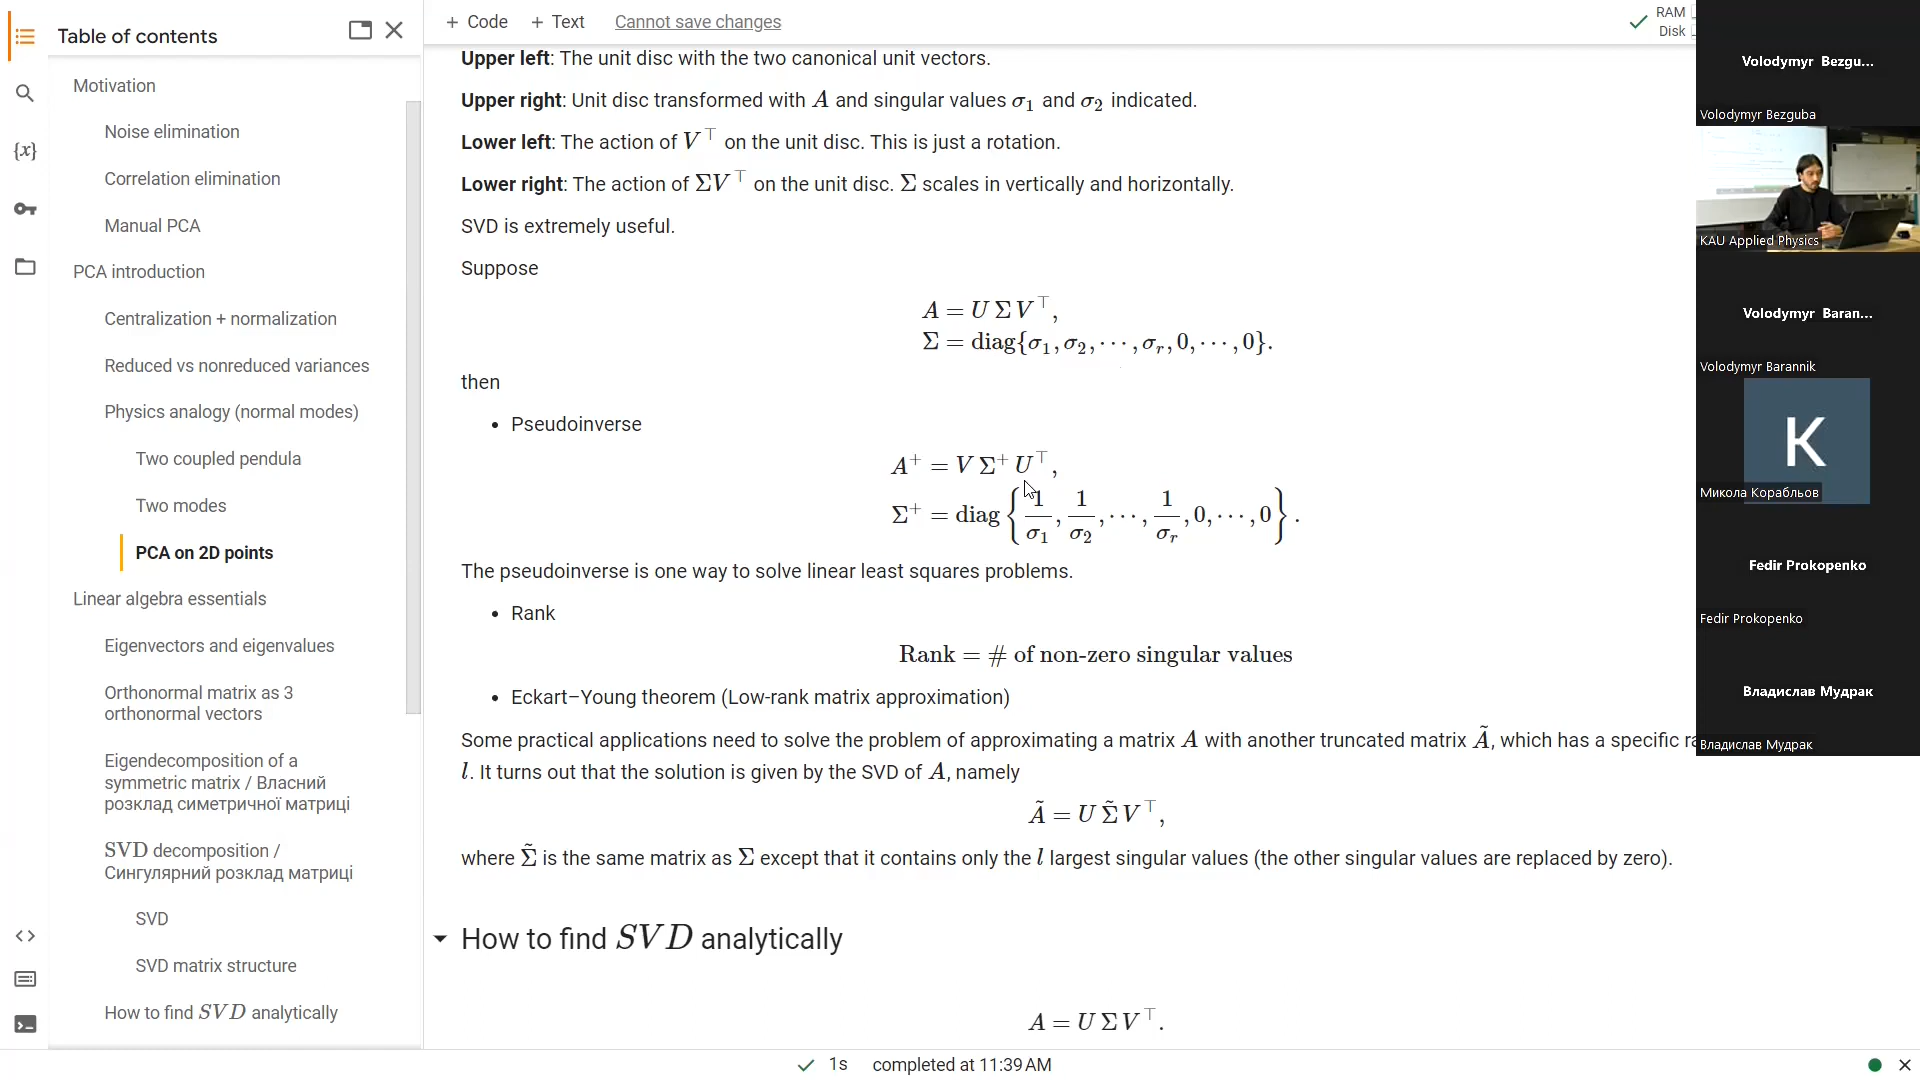 Table of contents
Motivation
Noise elimination
Correlation elimination
Manual PCA
PCA introduction
Centralization + normalization
Reduced vs nonreduced variances
Physics analogy (normal modes)
Two coupled pendula
Two modes
PCA on 2D points
Linear algebra essentials
Eigenvectors and eigenvalues
Orthonormal matrix as 3
orthonormal vectors
Eigendecomposition of a
symmetric matrix / Власний
розклад симетричної матриці
SVD decomposition /
Сингулярний розклад матриці
SVD
SVD matrix structure
How to find SVD analytically
{x}
+ Code + Text Cannot save changes
RAM
Disk
Upper left: The unit disc with the two canonical unit vectors.
Upper right: Unit disc transformed with A and singular values σ₁ and σ₂ indicated.
Lower left: The action of V⊤ on the unit disc. This is just a rotation.
Lower right: The action of ΣV⊤ on the unit disc. Σ scales in vertically and horizontally.
SVD is extremely useful.
Suppose
A = U Σ V⊤,
Σ = diag{σ₁, σ₂, ⋯, σᵣ, 0, ⋯, 0}.
then
• Pseudoinverse
A⁺ = V Σ⁺ U⊤,
Σ⁺ = diag{1/σ₁, 1/σ₂, ⋯, 1/σᵣ, 0, ⋯, 0}.
The pseudoinverse is one way to solve linear least squares problems.
• Rank
Rank = # of non-zero singular values
• Eckart–Young theorem (Low-rank matrix approximation)
Some practical applications need to solve the problem of approximating a matrix A with another truncated matrix Ã, which has a specific ra
l. It turns out that the solution is given by the SVD of A, namely
Ã = U Σ̃ V⊤,
where Σ̃ is the same matrix as Σ except that it contains only the l largest singular values (the other singular values are replaced by zero).
How to find SVD analytically
A = U Σ V⊤.
1s completed at 11:39 AM
Volodymyr Bezgu...
Volodymyr Bezguba
KAU Applied Physics
Volodymyr Baran...
Volodymyr Barannik
K
Микола Корабльов
Fedir Prokopenko
Fedir Prokopenko
Владислав Мудрак
Владислав Мудрак